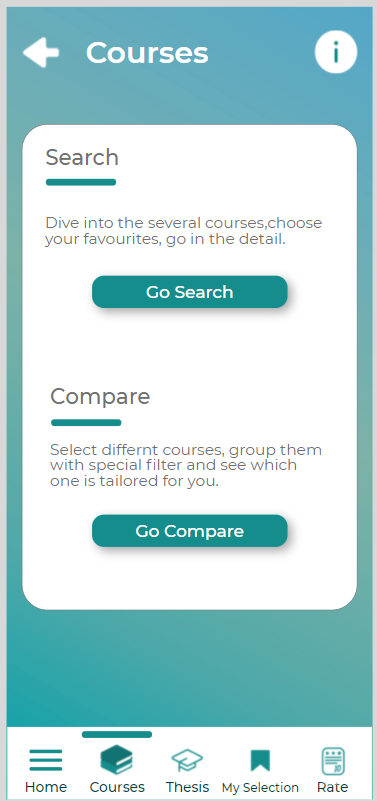 Courses
i
Search
Dive into the several courses,choose
your favourites, go in the detail.
Go Search
Compare
Select differnt courses, group them
with special filter and see which
one is tailored for you.
Go Compare
Home Courses Thesis My Selection Rate